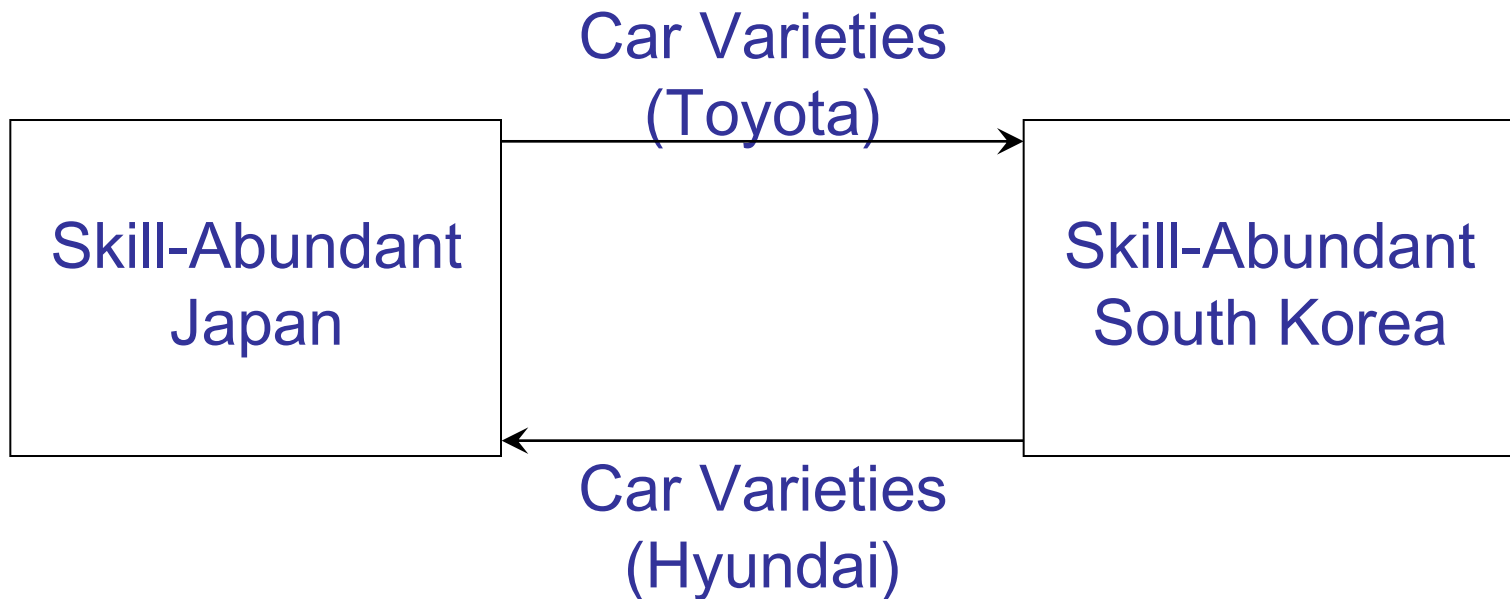 Car Varieties
(Toyota)
Skill-Abundant
Japan
Skill-Abundant
South Korea
Car Varieties
(Hyundai)